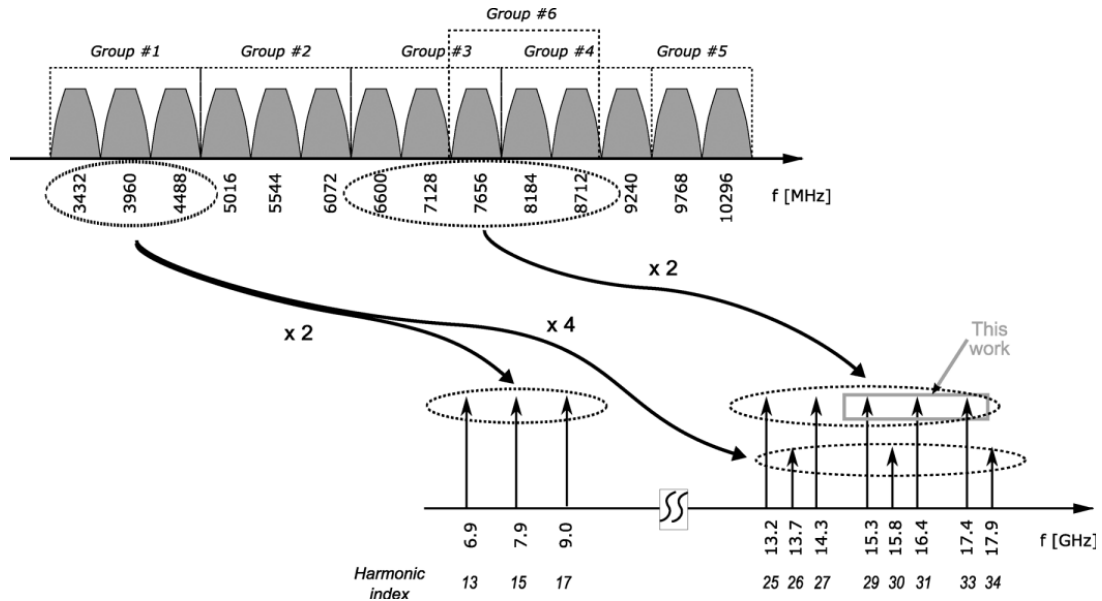 Group #6
Group #1 Group #2 Group #3 Group #4 Group #5
3432 3960 4488 5016 5544 6072 6600 7128 7656 8184 8712 9240 9768 10296 f [MHz]
x 2
x 2
x 4
This
work
6.9 7.9 9.0 13.2 13.7 14.3 15.3 15.8 16.4 17.4 17.9 f [GHz]
Harmonic
index
13 15 17 25 26 27 29 30 31 33 34